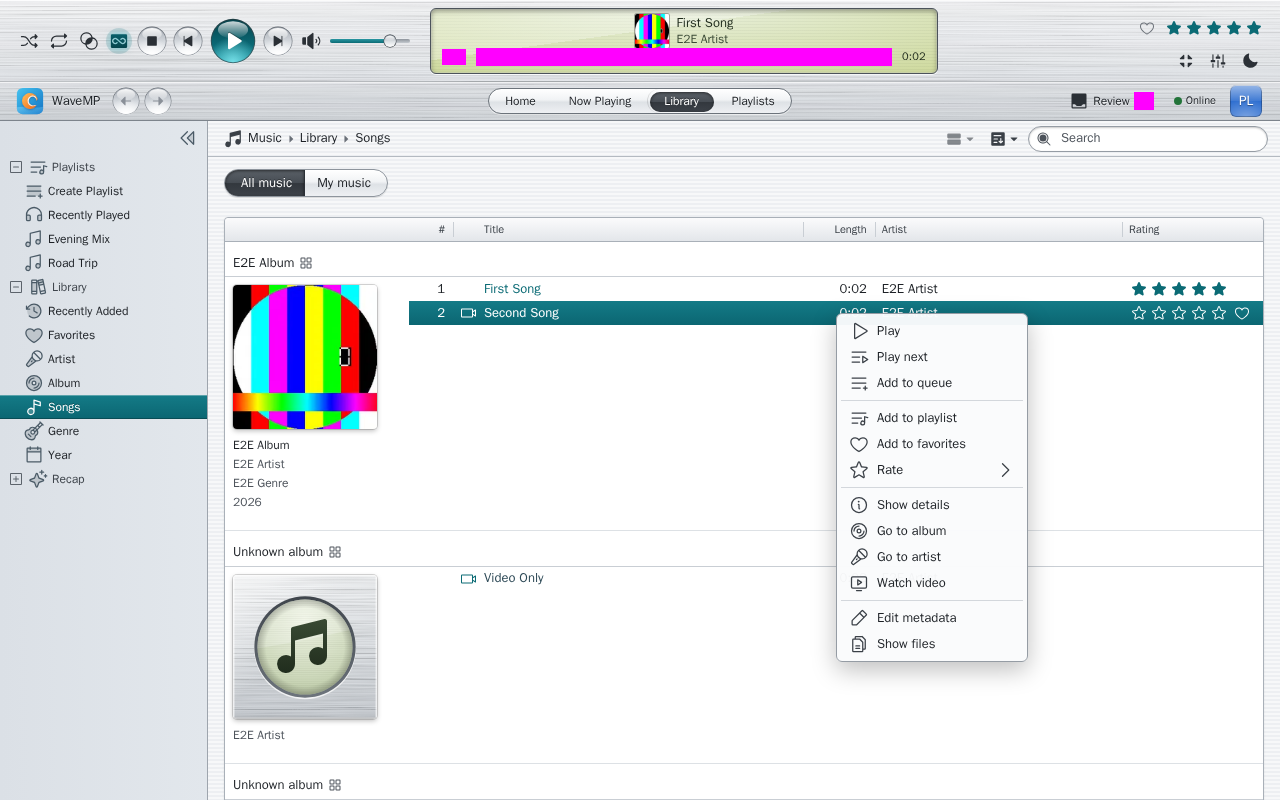 First Song
E2E Artist
0:02
WaveMP
Home
Now Playing
Library
Playlists
Review
Online
PL
Music
Library
Songs
Search
Playlists
Create Playlist
Recently Played
Evening Mix
Road Trip
Library
Recently Added
Favorites
Artist
Album
Songs
Genre
Year
Recap
All music
My music
# Title Length Artist Rating
E2E Album
1 First Song 0:02 E2E Artist
2 Second Song 0:02 E2E Artist
E2E Album
E2E Artist
E2E Genre
2026
Play
Play next
Add to queue
Add to playlist
Add to favorites
Rate
Show details
Go to album
Go to artist
Watch video
Edit metadata
Show files
Unknown album
Video Only
E2E Artist
Unknown album